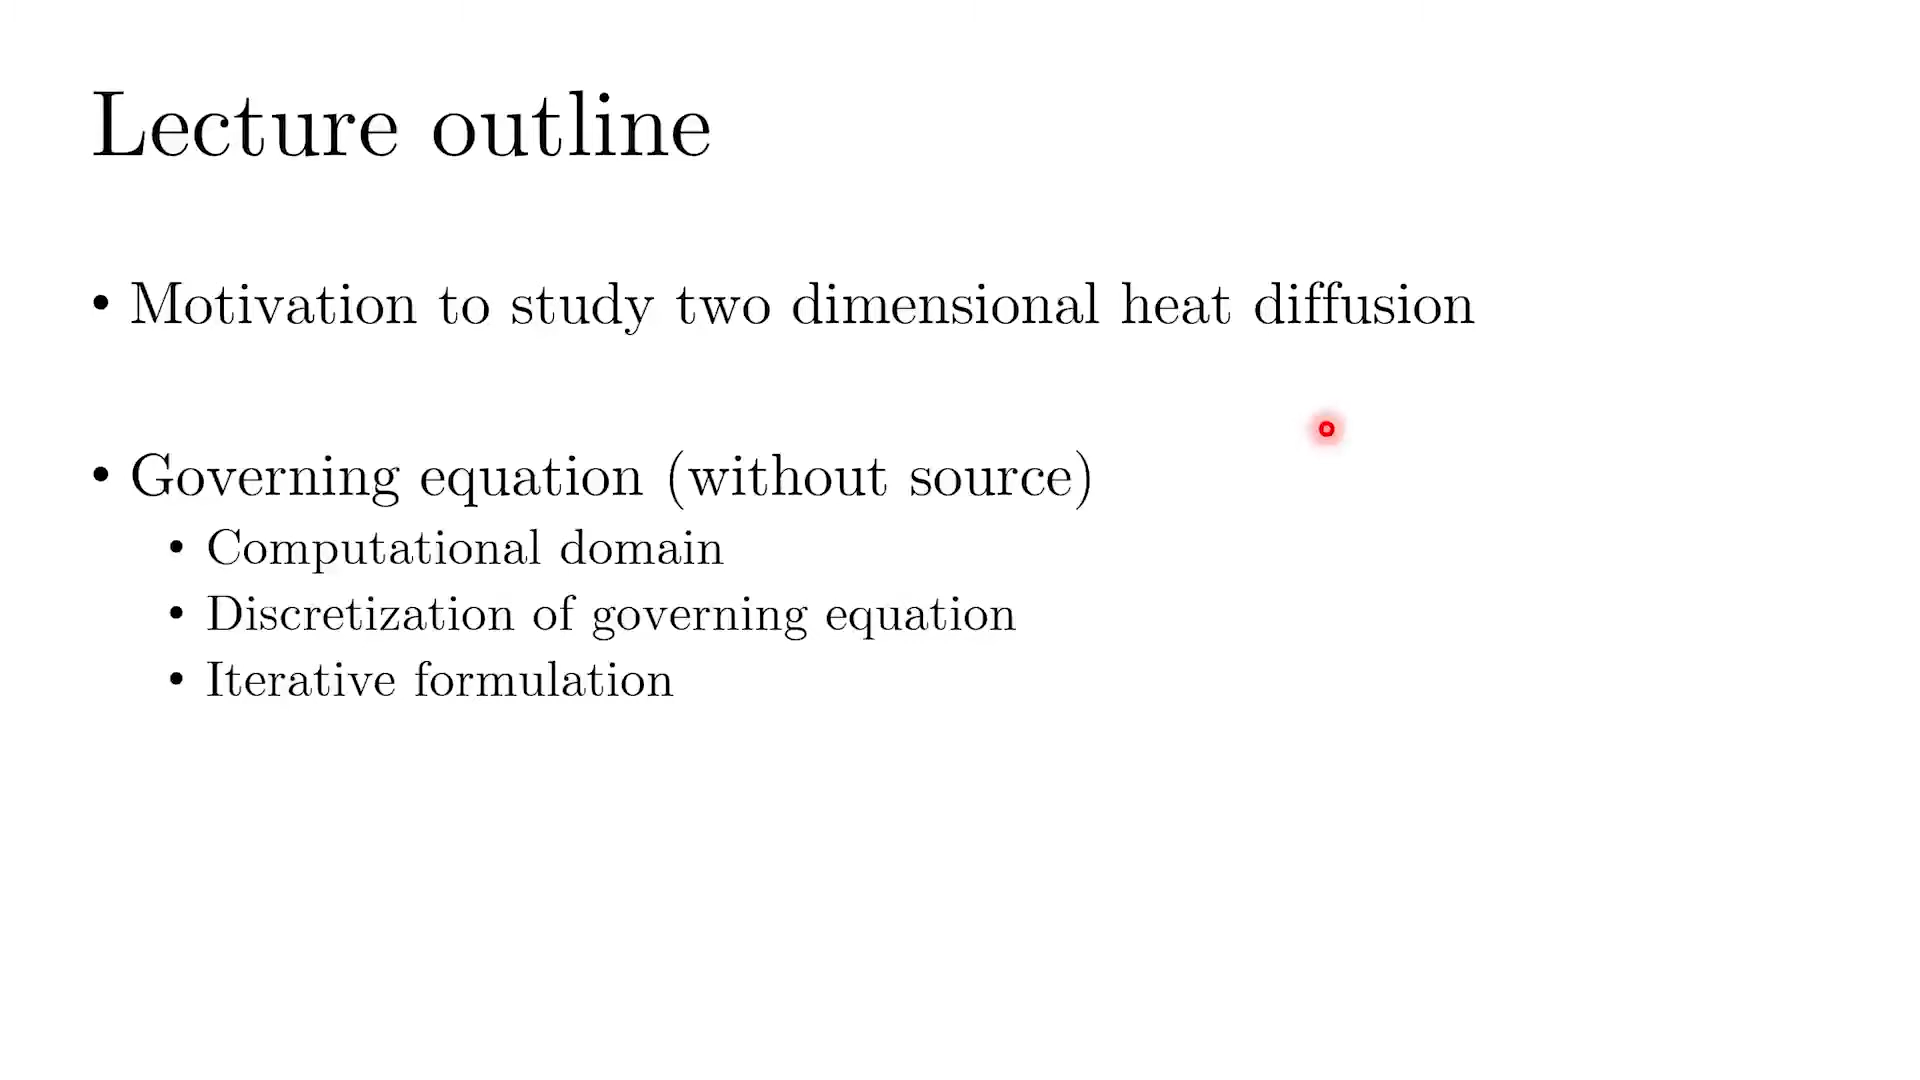 Lecture outline
• Motivation to study two dimensional heat diffusion
• Governing equation (without source)
• Computational domain
• Discretization of governing equation
• Iterative formulation